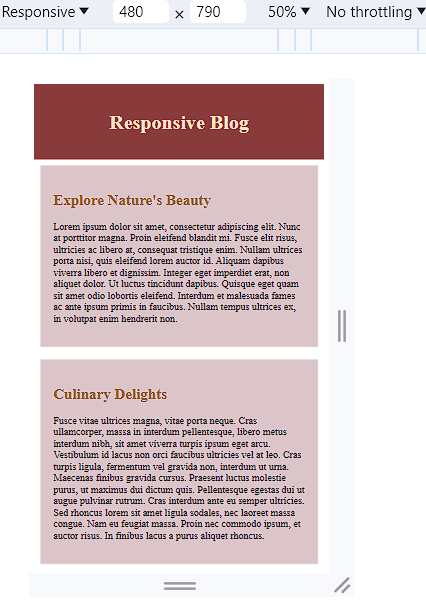 Responsive ▼ 480 × 790 50% ▼ No throttling ▼
Responsive Blog
Explore Nature's Beauty
Lorem ipsum dolor sit amet, consectetur adipiscing elit. Nunc
at porttitor magna. Proin eleifend blandit mi. Fusce elit risus,
ultricies ac libero at, consequat tristique enim. Nullam ultrices
porta nisi, quis eleifend lorem auctor id. Aliquam dapibus
viverra libero et dignissim. Integer eget imperdiet erat, non
aliquet dolor. Ut luctus tincidunt dapibus. Quisque eget quam
sit amet odio lobortis eleifend. Interdum et malesuada fames
ac ante ipsum primis in faucibus. Nullam tempus ultrices ex,
in volutpat enim hendrerit non.
Culinary Delights
Fusce vitae ultrices magna, vitae porta neque. Cras
ullamcorper, massa in interdum pellentesque, libero metus
interdum nibh, sit amet viverra turpis ipsum eget arcu.
Vestibulum id lacus non orci faucibus ultricies vel at leo. Cras
turpis ligula, fermentum vel gravida non, interdum ut urna.
Maecenas finibus gravida cursus. Praesent luctus molestie
purus, ut maximus dui dictum quis. Pellentesque egestas dui ut
augue pulvinar rutrum. Cras interdum ante eu semper ultricies.
Sed rhoncus lorem sit amet ligula sodales, nec laoreet massa
congue. Nam eu feugiat massa. Proin nec commodo ipsum, et
auctor risus. In finibus lacus a purus aliquet rhoncus.